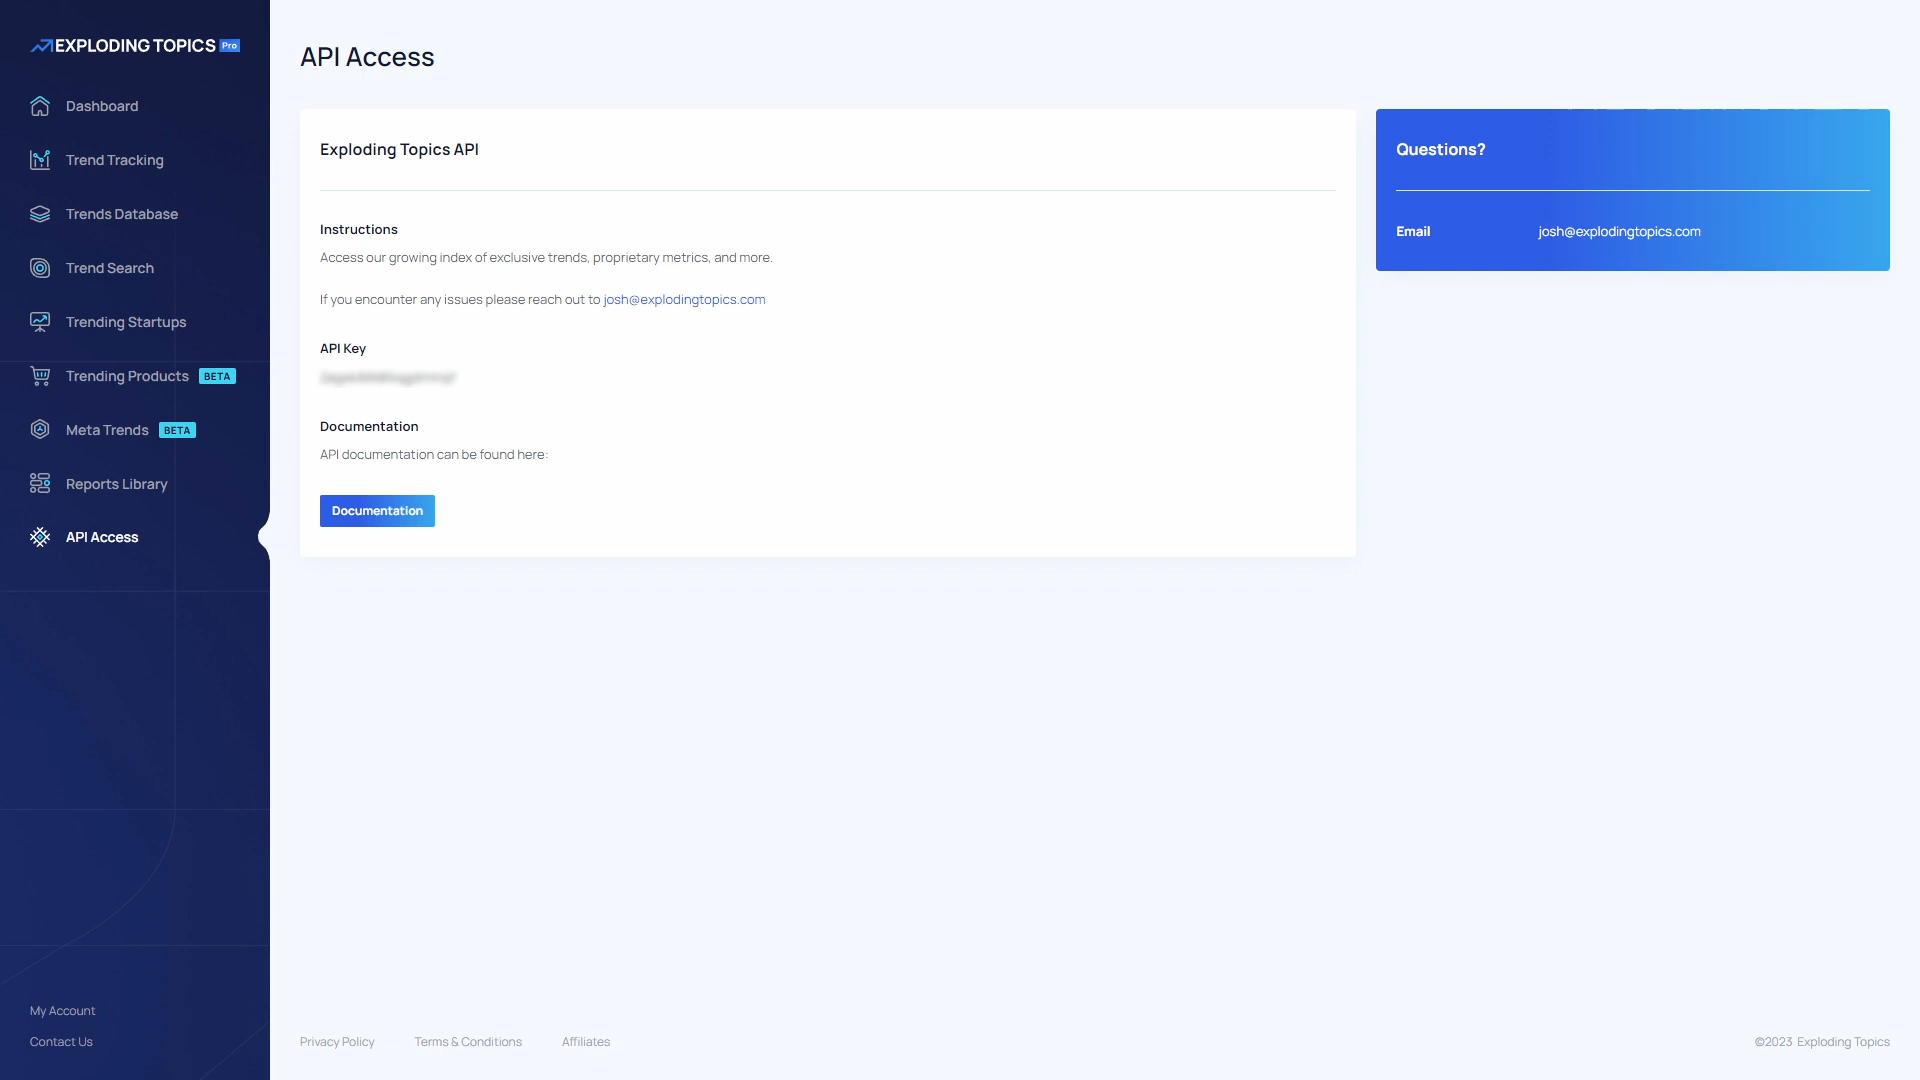 EXPLODING TOPICS Pro
Dashboard
Trend Tracking
Trends Database
Trend Search
Trending Startups
Trending Products BETA
Meta Trends BETA
Reports Library
API Access
My Account
Contact Us
API Access
Exploding Topics API
Instructions
Access our growing index of exclusive trends, proprietary metrics, and more.
If you encounter any issues please reach out to josh@explodingtopics.com
API Key
Documentation
API documentation can be found here:
Documentation
Questions?
Email josh@explodingtopics.com
Privacy Policy Terms & Conditions Affiliates
©2023 Exploding Topics